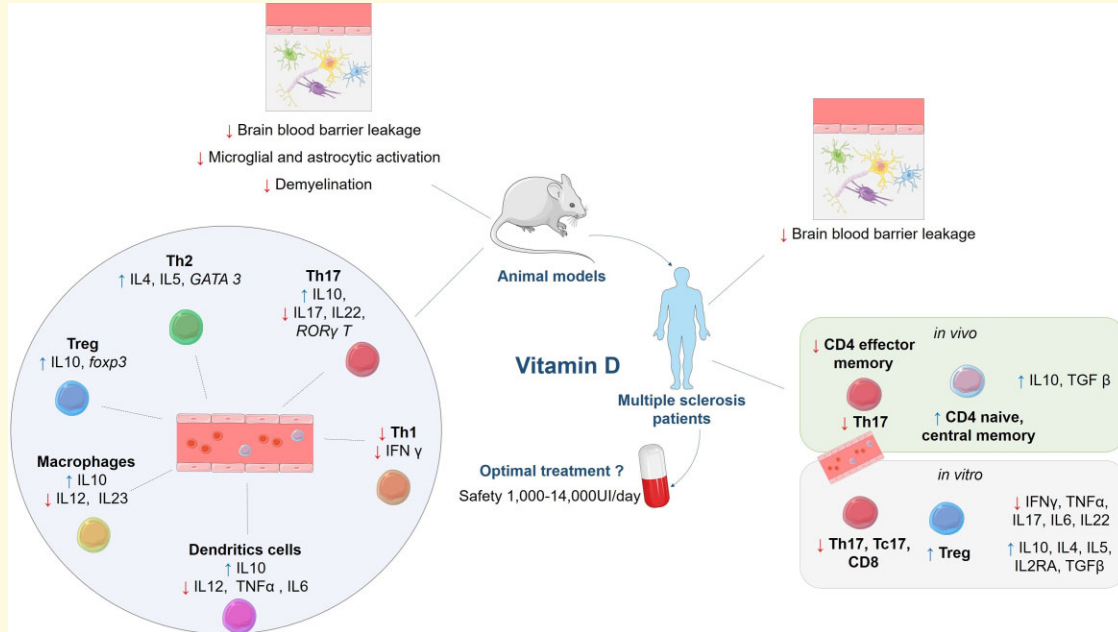 ↓ Brain blood barrier leakage
↓ Microglial and astrocytic activation
↓ Demyelination
Animal models
↓ Brain blood barrier leakage
Th2
↑ IL4, IL5, GATA 3
Th17
↑ IL10,
↓ IL17, IL22,
RORγ T
Treg
↑ IL10, foxp3
↓ Th1
↓ IFN γ
Macrophages
↑ IL10
↓ IL12, IL23
Dendritics cells
↑ IL10
↓ IL12, TNFα , IL6
Vitamin D
Multiple sclerosis
patients
Optimal treatment ?
Safety 1,000-14,000UI/day
in vivo
↓ CD4 effector
memory
↓ Th17
↑ IL10, TGF β
↑ CD4 naive,
central memory
in vitro
↓ Th17, Tc17,
CD8
↑ Treg
↓ IFNγ, TNFα,
IL17, IL6, IL22
↑ IL10, IL4, IL5,
IL2RA, TGFβ